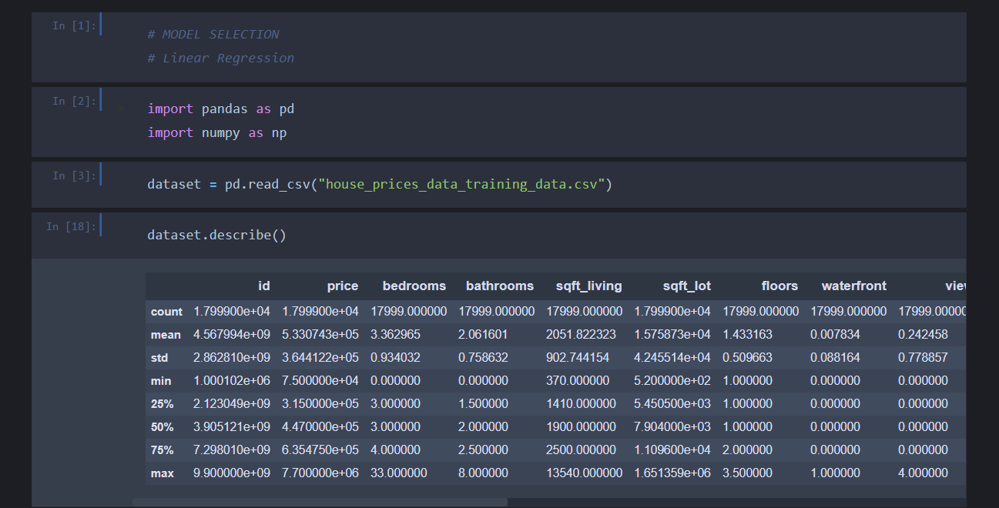 In [1]:
# MODEL SELECTION
# Linear Regression
In [2]:
import pandas as pd
import numpy as np
In [3]:
dataset = pd.read_csv("house_prices_data_training_data.csv")
In [18]:
dataset.describe()
id price bedrooms bathrooms sqft_living sqft_lot floors waterfront
count 1.799900e+04 1.799900e+04 17999.000000 17999.000000 17999.000000 1.799900e+04 17999.000000 17999.000000 17999.00000
mean 4.567994e+09 5.330743e+05 3.362965 2.061601 2051.822323 1.575873e+04 1.433163 0.007834 0.242458
std 2.862810e+09 3.644122e+05 0.934032 0.758632 902.744154 4.245514e+04 0.509663 0.088164 0.778857
min 1.000102e+06 7.500000e+04 0.000000 0.000000 370.000000 5.200000e+02 1.000000 0.000000 0.000000
25% 2.123049e+09 3.150000e+05 3.000000 1.500000 1410.000000 5.450500e+03 1.000000 0.000000 0.000000
50% 3.905121e+09 4.470000e+05 3.000000 2.000000 1900.000000 7.904000e+03 1.000000 0.000000 0.000000
75% 7.298010e+09 6.354750e+05 4.000000 2.500000 2500.000000 1.109600e+04 2.000000 0.000000 0.000000
max 9.900000e+09 7.700000e+06 33.000000 8.000000 13540.000000 1.651359e+06 3.500000 1.000000 4.000000